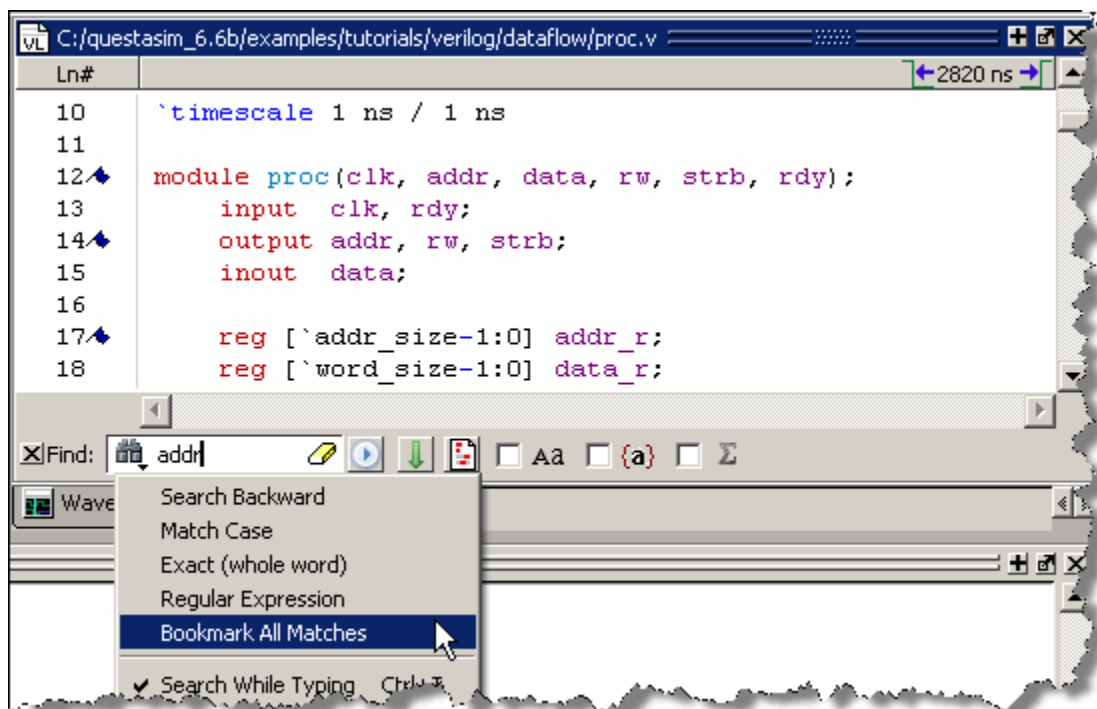 VL C:/questasim_6.6b/examples/tutorials/verilog/dataflow/proc.v
Ln# 2820 ns
10 `timescale 1 ns / 1 ns
11
12 module proc(clk, addr, data, rw, strb, rdy);
13 input clk, rdy;
14 output addr, rw, strb;
15 inout data;
16
17 reg [`addr_size-1:0] addr_r;
18 reg [`word_size-1:0] data_r;
Find: addr Aa {a} Σ
Wave
Search Backward
Match Case
Exact (whole word)
Regular Expression
Bookmark All Matches
Search While Typing